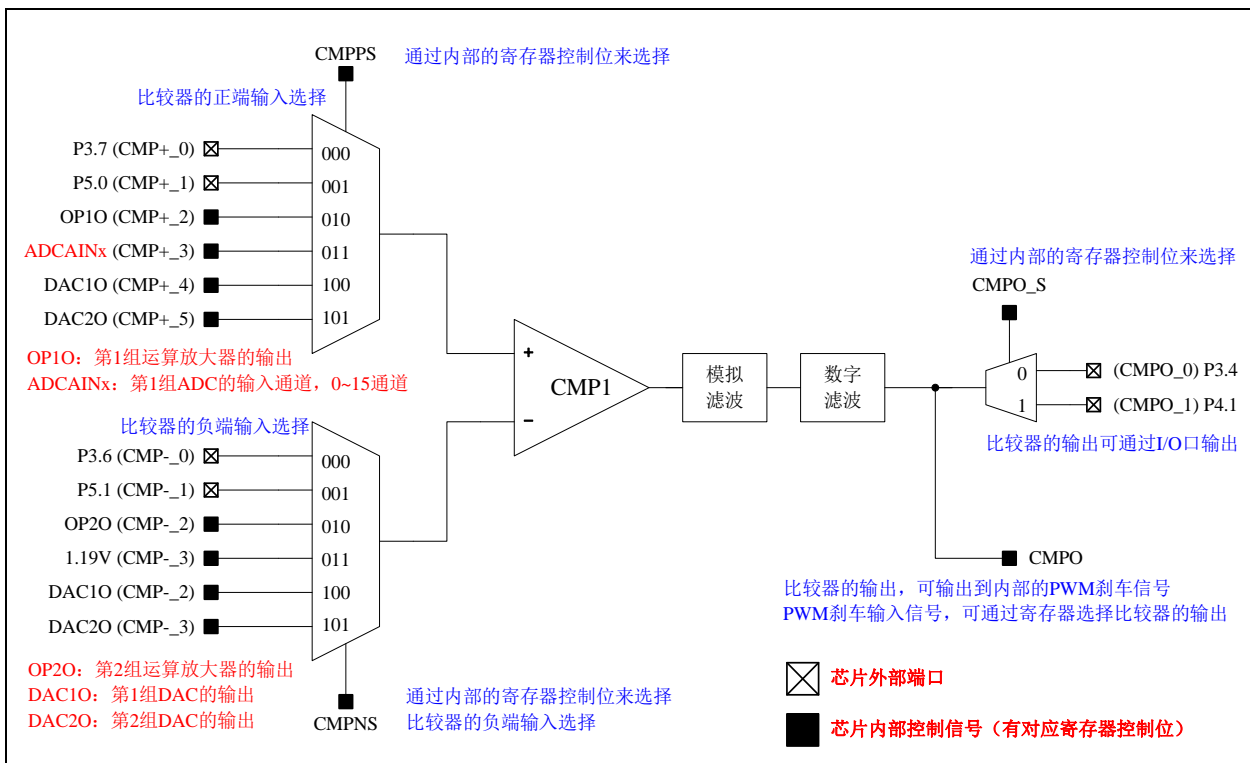 CMPPS
通过内部的寄存器控制位来选择
比较器的正端输入选择
P3.7 (CMP+_0)
000
P5.0 (CMP+_1)
001
OP1O (CMP+_2)
010
ADCAINx (CMP+_3)
011
DAC1O (CMP+_4)
100
DAC2O (CMP+_5)
101
OP1O：第1组运算放大器的输出
ADCAINx：第1组ADC的输入通道，0~15通道
+
−
CMP1
模拟
滤波
数字
滤波
通过内部的寄存器控制位来选择
CMPO_S
0
(CMPO_0) P3.4
1
(CMPO_1) P4.1
比较器的输出可通过I/O口输出
比较器的负端输入选择
P3.6 (CMP-_0)
000
P5.1 (CMP-_1)
001
OP2O (CMP-_2)
010
1.19V (CMP-_3)
011
DAC1O (CMP-_2)
100
DAC2O (CMP-_3)
101
OP2O：第2组运算放大器的输出
DAC1O：第1组DAC的输出
DAC2O：第2组DAC的输出
CMPNS
通过内部的寄存器控制位来选择
比较器的负端输入选择
CMPO
比较器的输出，可输出到内部的PWM刹车信号
PWM刹车输入信号，可通过寄存器选择比较器的输出
芯片外部端口
芯片内部控制信号（有对应寄存器控制位）